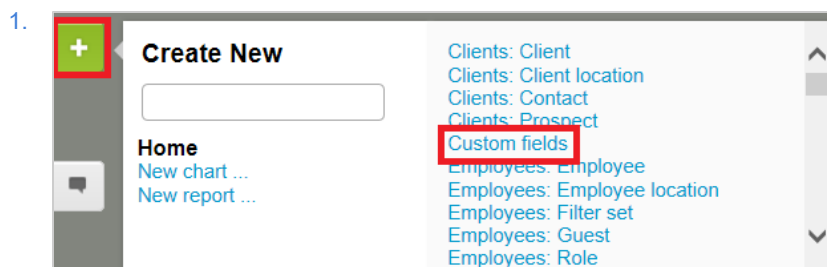 1.
+
Create New
Home
New chart ...
New report ...
Clients: Client
Clients: Client location
Clients: Contact
Clients: Prospect
Custom fields
Employees: Employee
Employees: Employee location
Employees: Filter set
Employees: Guest
Employees: Role